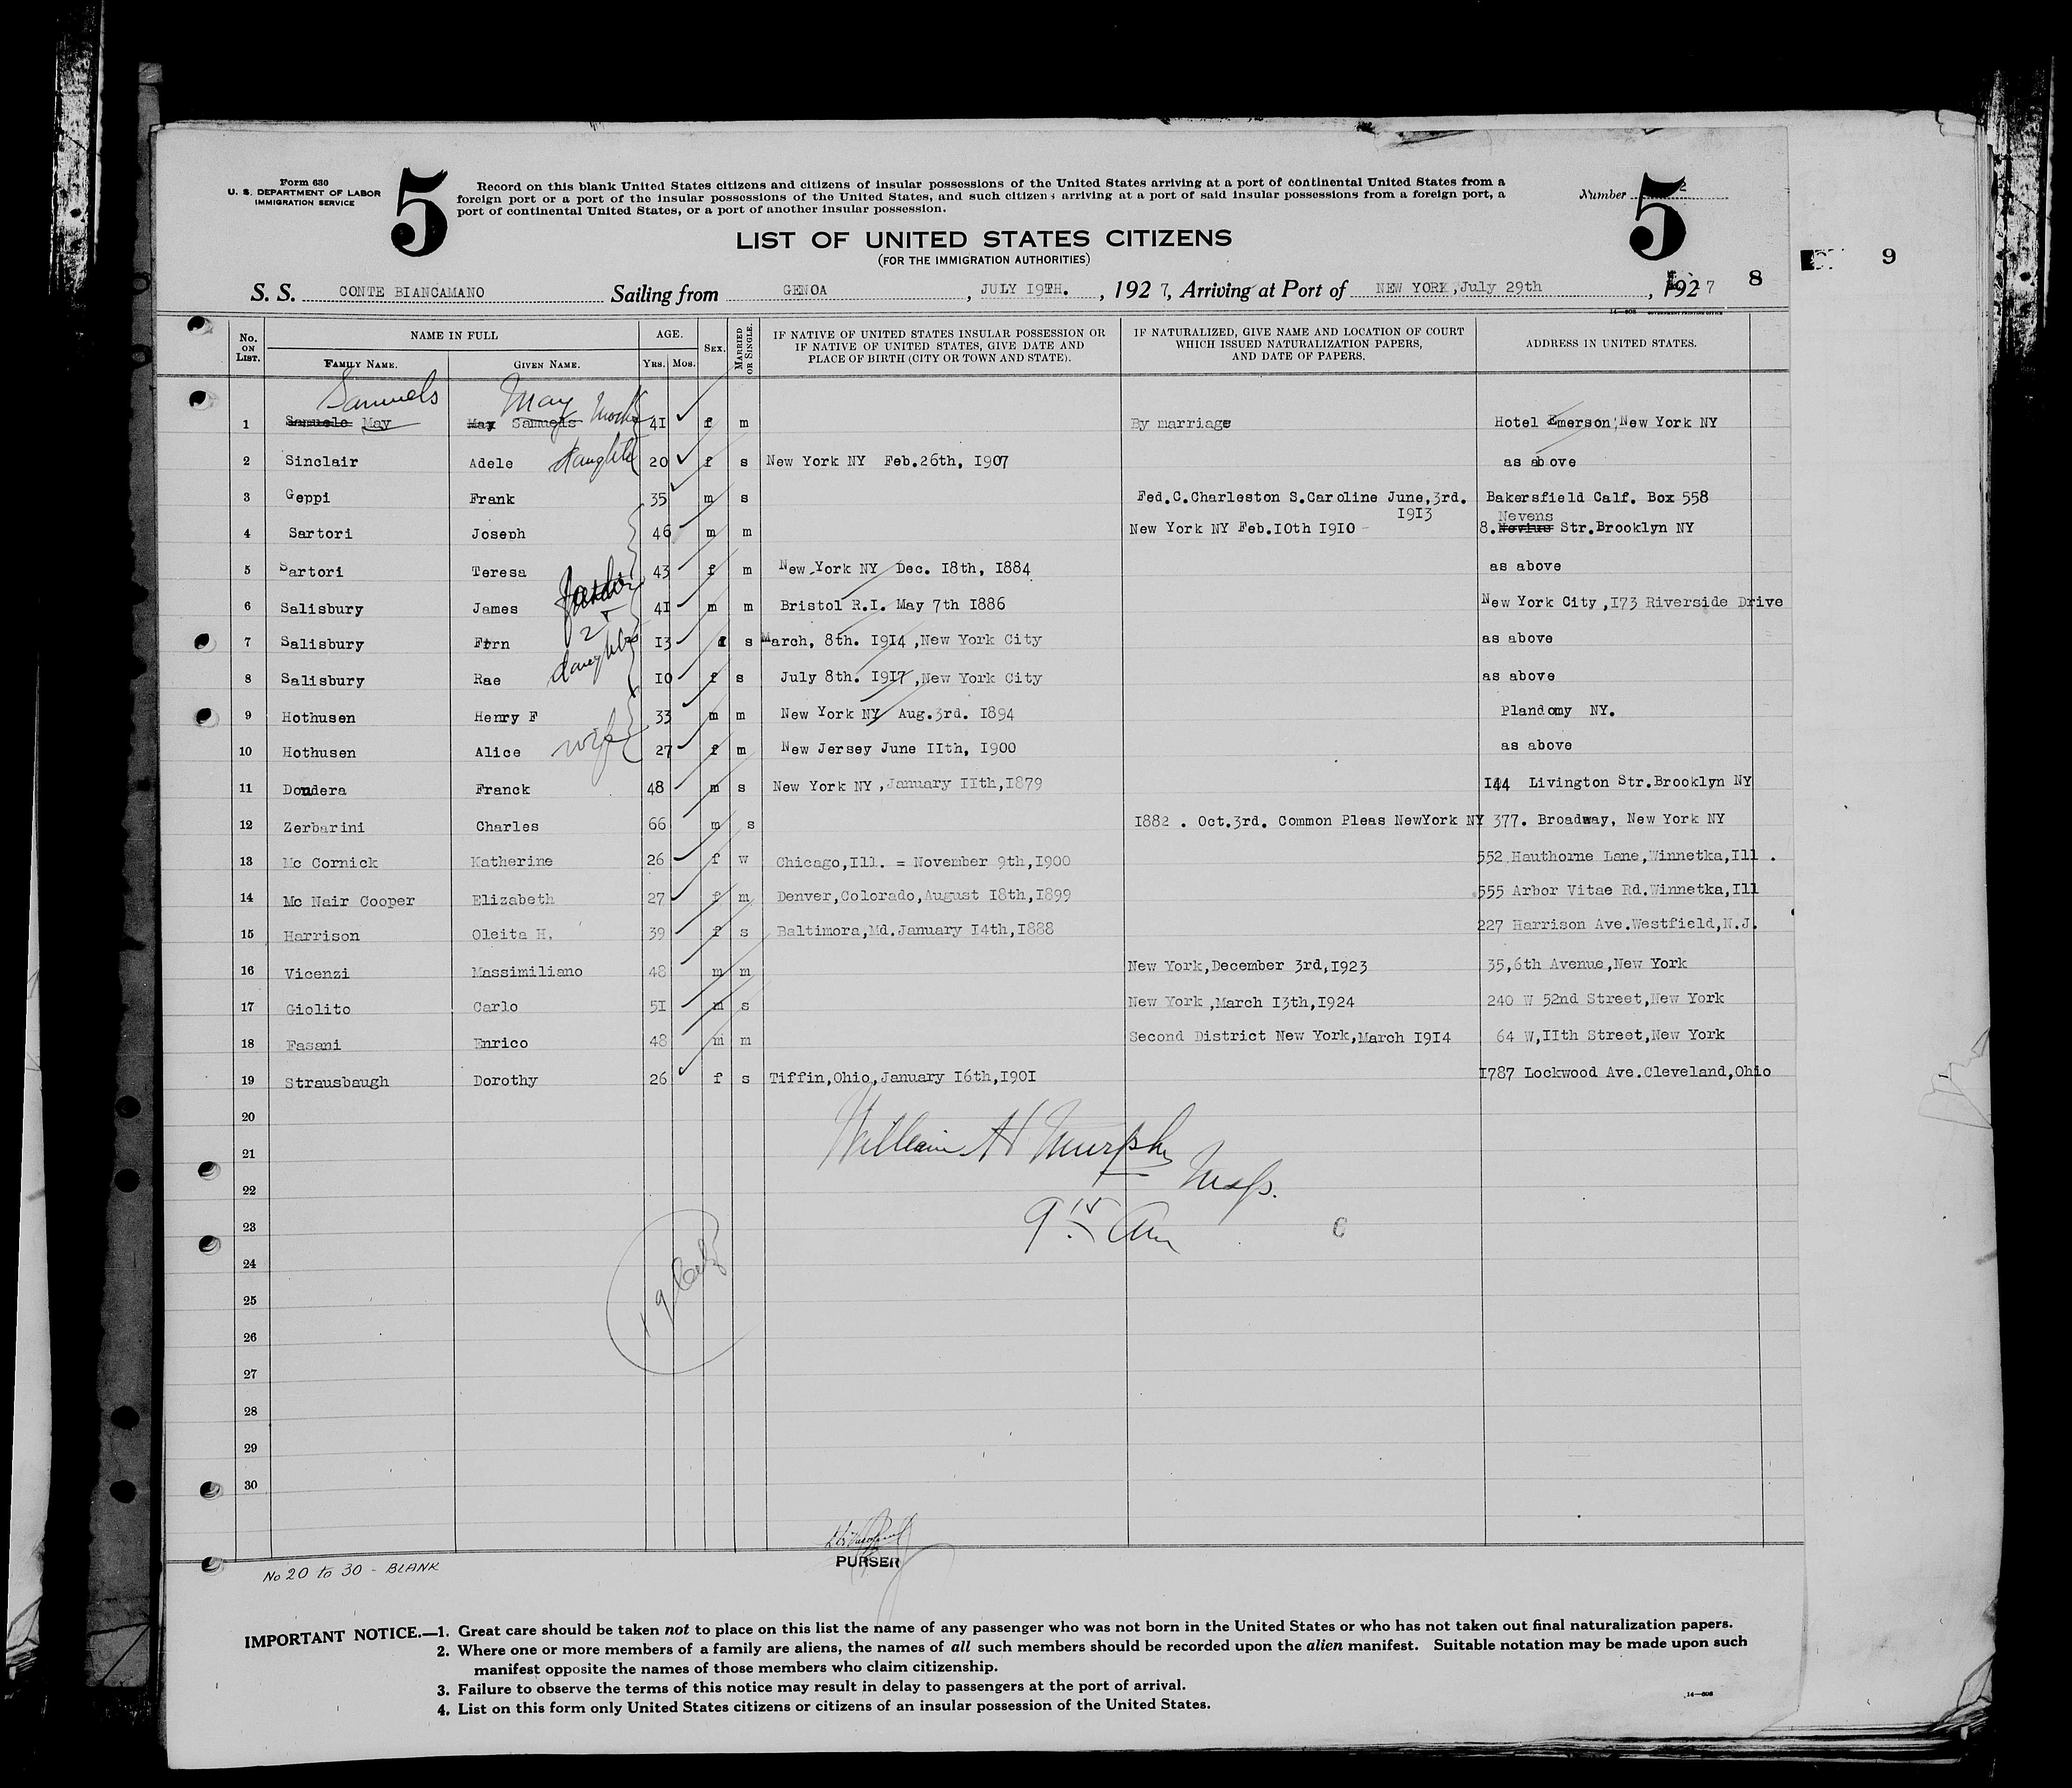 Form 630
U. S. DEPARTMENT OF LABOR
IMMIGRATION SERVICE
5
Record on this blank United States citizens and citizens of insular possessions of the United States arriving at a port of continental United States from a
foreign port or a port of the insular possessions of the United States, and such citizens arriving at a port of said insular possessions from a foreign port, a
port of continental United States, or a port of another insular possession.
Number 2
5
LIST OF UNITED STATES CITIZENS
(FOR THE IMMIGRATION AUTHORITIES)
9
8
S. S. CONTE BIANCAMANO Sailing from GENOA, JULY 19TH., 1927, Arriving at Port of NEW YORK, July 29th, 1927
14—608 GOVERNMENT PRINTING OFFICE
No. ON LIST. NAME IN FULL FAMILY NAME. GIVEN NAME. AGE. YRS. MOS. SEX. MARRIED OR SINGLE. IF NATIVE OF UNITED STATES INSULAR POSSESSION OR IF NATIVE OF UNITED STATES, GIVE DATE AND PLACE OF BIRTH (CITY OR TOWN AND STATE). IF NATURALIZED, GIVE NAME AND LOCATION OF COURT WHICH ISSUED NATURALIZATION PAPERS, AND DATE OF PAPERS. ADDRESS IN UNITED STATES.
Samuels May
1 Samuels May May Samuels Mother 41 f m By marriage Hotel Emerson, New York NY
2 Sinclair Adele daughter 20 f s New York NY Feb.26th, 1907 as above
3 Geppi Frank 35 m s Fed.C.Charleston S.Caroline June,3rd. 1913 Bakersfield Calf. Box 558
4 Sartori Joseph 46 m m New York NY Feb.10th 1910 8. Nevens Str.Brooklyn NY
5 Sartori Teresa 43 f m New York NY Dec. 18th, 1884 as above
6 Salisbury James father 41 m m Bristol R.I. May 7th 1886 New York City, 173 Riverside Drive
7 Salisbury Fern 2 13 f s March, 8th. 1914, New York City as above
8 Salisbury Rae daughters 10 f s July 8th. 1917, New York City as above
9 Hothusen Henry F 33 m m New York NY Aug.3rd. 1894 Plandomy NY.
10 Hothusen Alice wife 27 f m New Jersey June 11th, 1900 as above
11 Dondera Franck 48 m s New York NY, January 11th,1879 144 Livington Str.Brooklyn NY
12 Zerbarini Charles 66 m s 1882 . Oct.3rd. Common Pleas NewYork NY 377. Broadway, New York NY
13 Mc Cornick Katherine 26 f w Chicago,Ill. = November 9th,1900 552 Hauthorne Lane,Winnetka,Ill .
14 Mc Nair Cooper Elizabeth 27 f m Denver,Colorado,August 18th,1899 555 Arbor Vitae Rd.Winnetka,Ill
15 Harrison Oleita H. 39 f s Baltimora,Md.January 14th,1888 227 Harrison Ave.Westfield,N.J.
16 Vicenzi Massimiliano 48 m m New York,December 3rd,1923 35,6th Avenue,New York
17 Giolito Carlo 51 m s New York ,March 13th,1924 240 W 52nd Street,New York
18 Fasani Enrico 48 m m Second District New York,March 1914 64 W,11th Street,New York
19 Strausbaugh Dorothy 26 f s Tiffin,Ohio,January 16th,1901 1787 Lockwood Ave.Cleveland,Ohio
20
William H Murphy
21
22
23
9 15 Am
24
25
26
27
28
29
30
PURSER
No 20 to 30 - BLANK
IMPORTANT NOTICE.—1. Great care should be taken not to place on this list the name of any passenger who was not born in the United States or who has not taken out final naturalization papers.
2. Where one or more members of a family are aliens, the names of all such members should be recorded upon the alien manifest. Suitable notation may be made upon such
manifest opposite the names of those members who claim citizenship.
3. Failure to observe the terms of this notice may result in delay to passengers at the port of arrival.
4. List on this form only United States citizens or citizens of an insular possession of the United States.
14—608